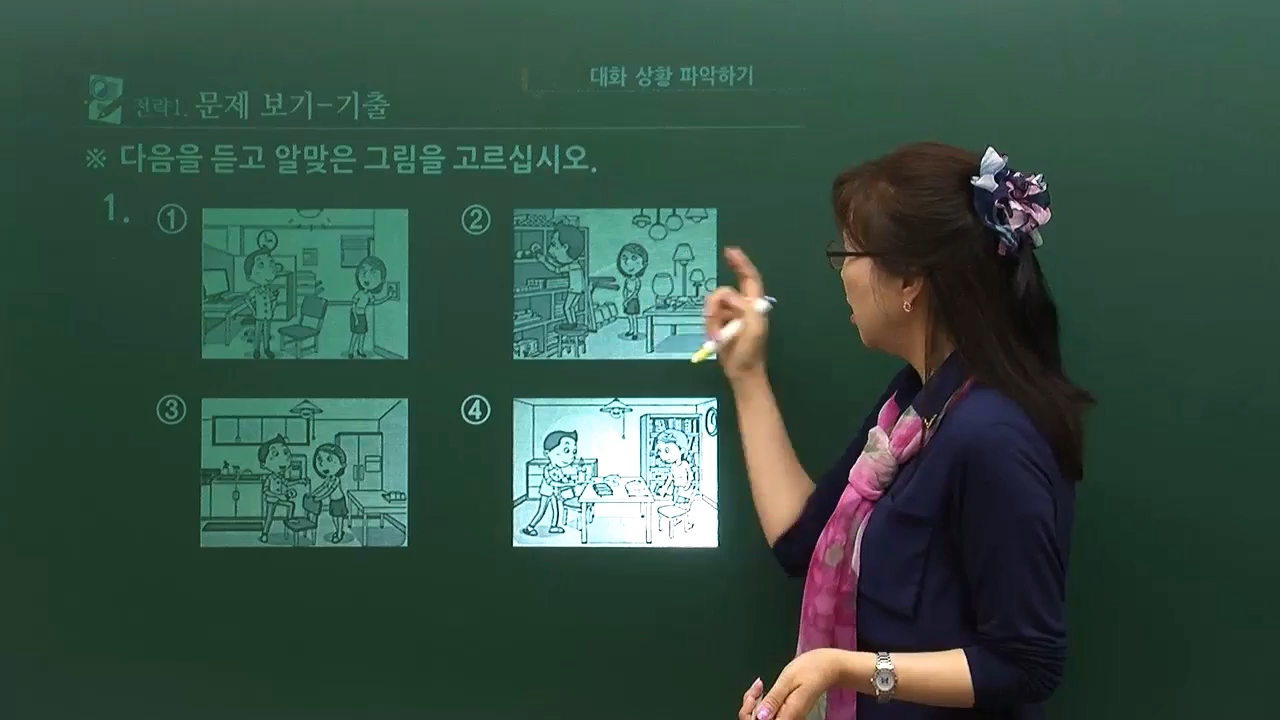 대화 상황 파악하기
전략1. 문제 보기-기출
※ 다음을 듣고 알맞은 그림을 고르십시오.
1. ① ②
③ ④